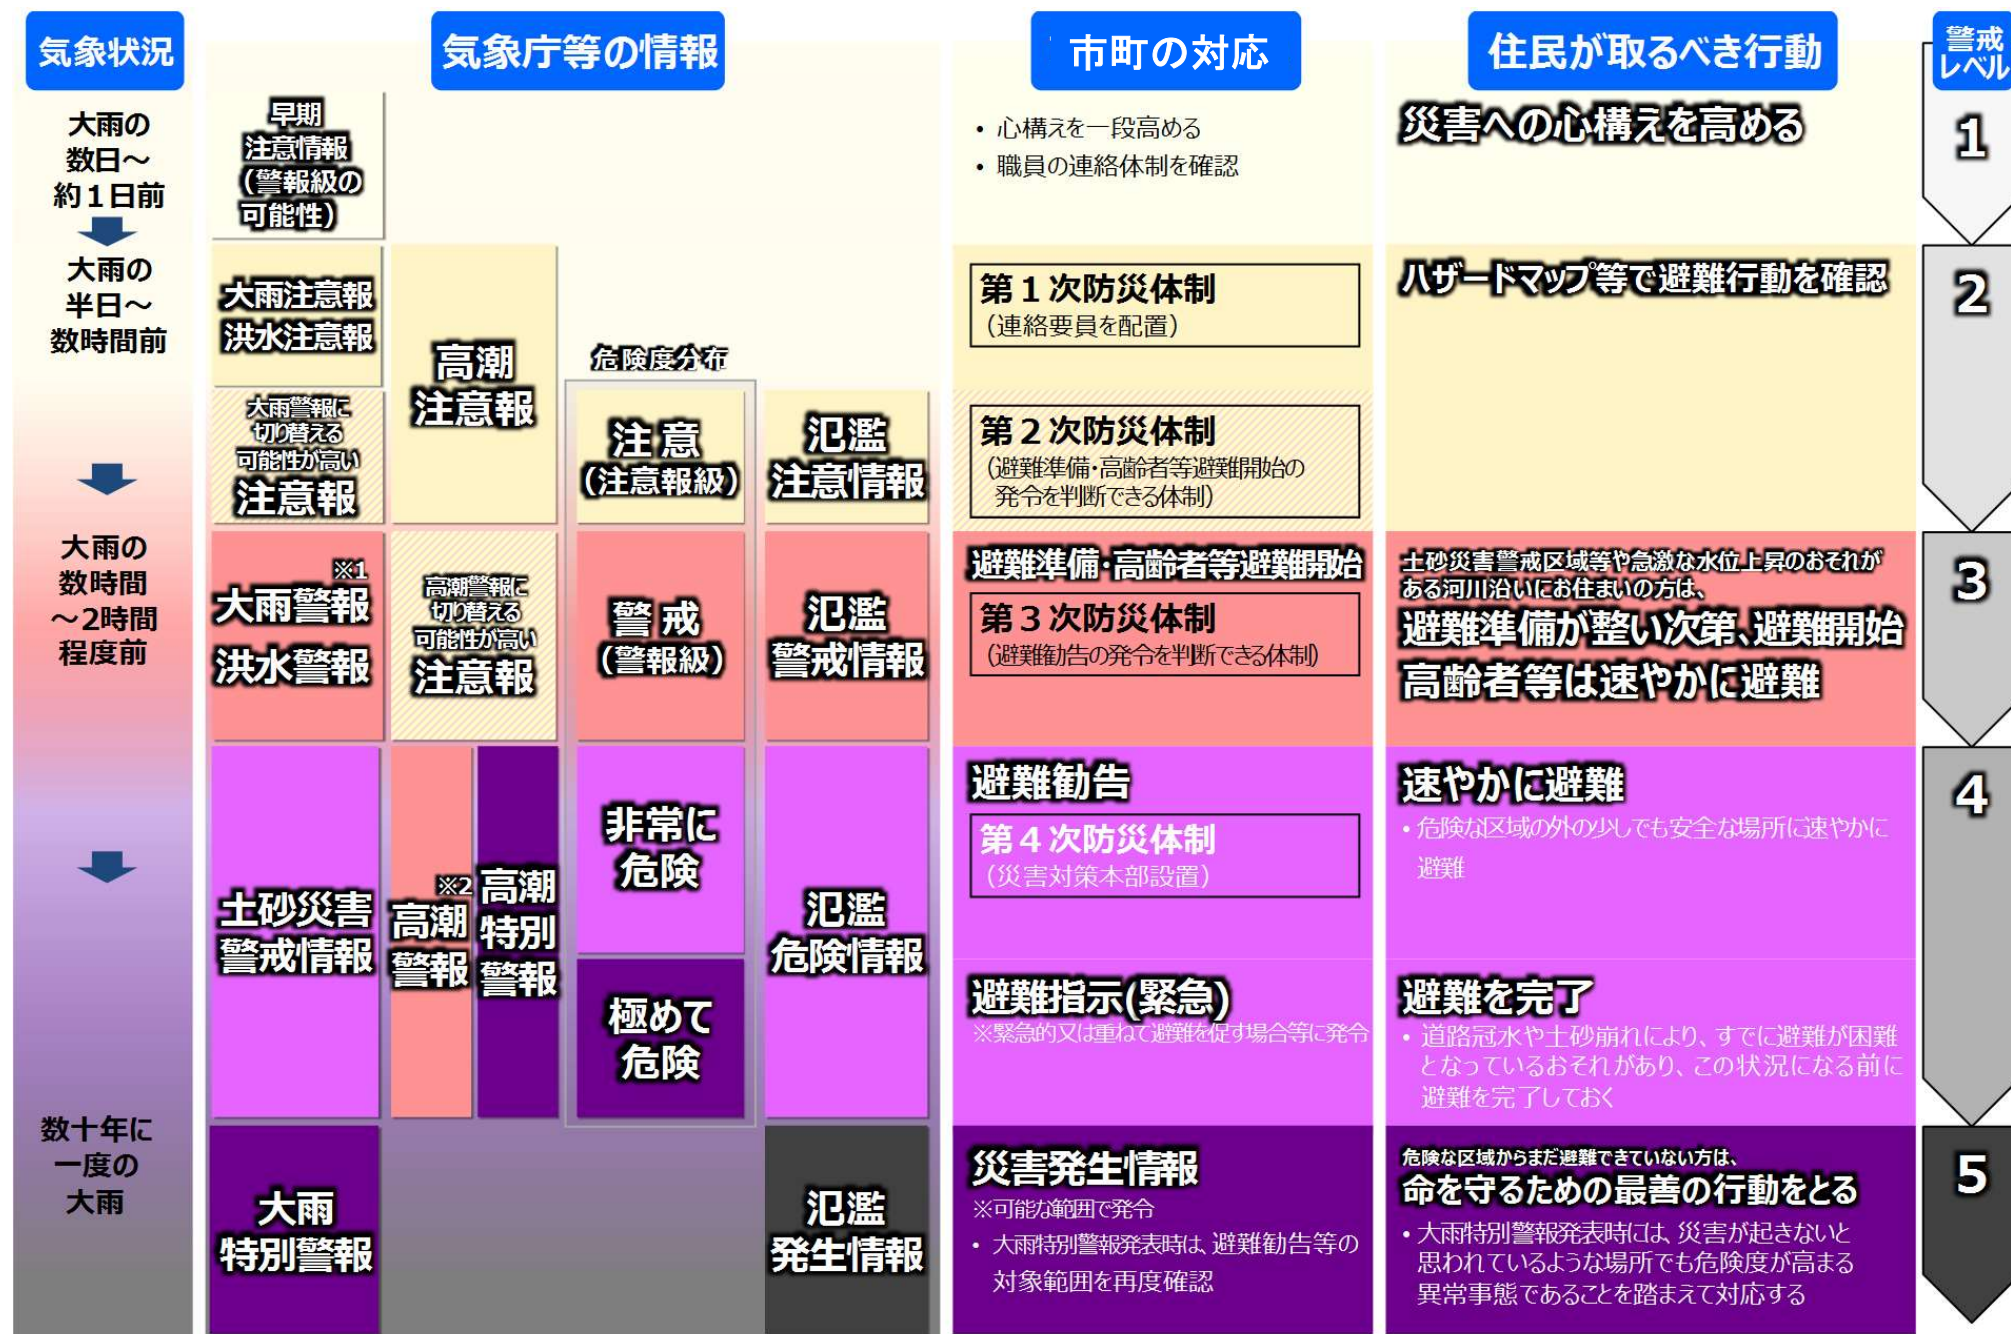 気象状況
気象庁等の情報
市町の対応
住民が取るべき行動
警戒
レベル
大雨の
数日～
約1日前
早期
注意情報
(警報級の
可能性)
・ 心構えを一段高める
・ 職員の連絡体制を確認
災害への心構えを高める
1
大雨の
半日～
数時間前
大雨注意報
洪水注意報
大雨警報に
切り替える
可能性が高い
注意報
高潮
注意報
危険度分布
注意
(注意報級)
氾濫
注意情報
第1次防災体制
(連絡要員を配置)
第2次防災体制
(避難準備・高齢者等避難開始の
発令を判断できる体制)
ハザードマップ等で避難行動を確認
2
大雨の
数時間
～2時間
程度前
※1
大雨警報
洪水警報
高潮警報に
切り替える
可能性が高い
注意報
警戒
(警報級)
氾濫
警戒情報
避難準備・高齢者等避難開始
第3次防災体制
(避難勧告の発令を判断できる体制)
土砂災害警戒区域等や急激な水位上昇のおそれが
ある河川沿いにお住まいの方は、
避難準備が整い次第、避難開始
高齢者等は速やかに避難
3
土砂災害
警戒情報
※2
高潮
警報
高潮
特別
警報
非常に
危険
極めて
危険
氾濫
危険情報
避難勧告
第4次防災体制
(災害対策本部設置)
避難指示(緊急)
※緊急的又は重ねて避難を促す場合等に発令
速やかに避難
・危険な区域の外の少しでも安全な場所に速やかに
避難
避難を完了
・道路冠水や土砂崩れにより、すでに避難が困難
となっているおそれがあり、この状況になる前に
避難を完了しておく
4
数十年に
一度の
大雨
大雨
特別警報
氾濫
発生情報
災害発生情報
※可能な範囲で発令
・ 大雨特別警報発表時は、避難勧告等の
対象範囲を再度確認
危険な区域からまだ避難できていない方は、
命を守るための最善の行動をとる
・大雨特別警報発表時には、災害が起きないと
思われているような場所でも危険度が高まる
異常事態であることを踏まえて対応する
5